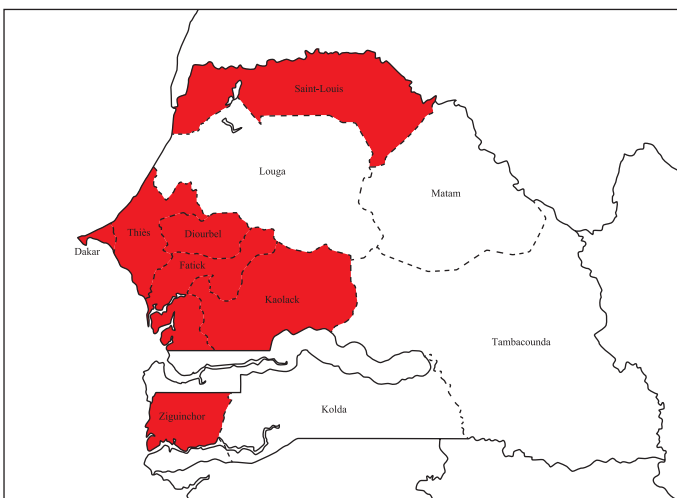 Saint-Louis
Louga
Matam
Thiès
Diourbel
Dakar
Fatick
Kaolack
Tambacounda
Ziguinchor
Kolda